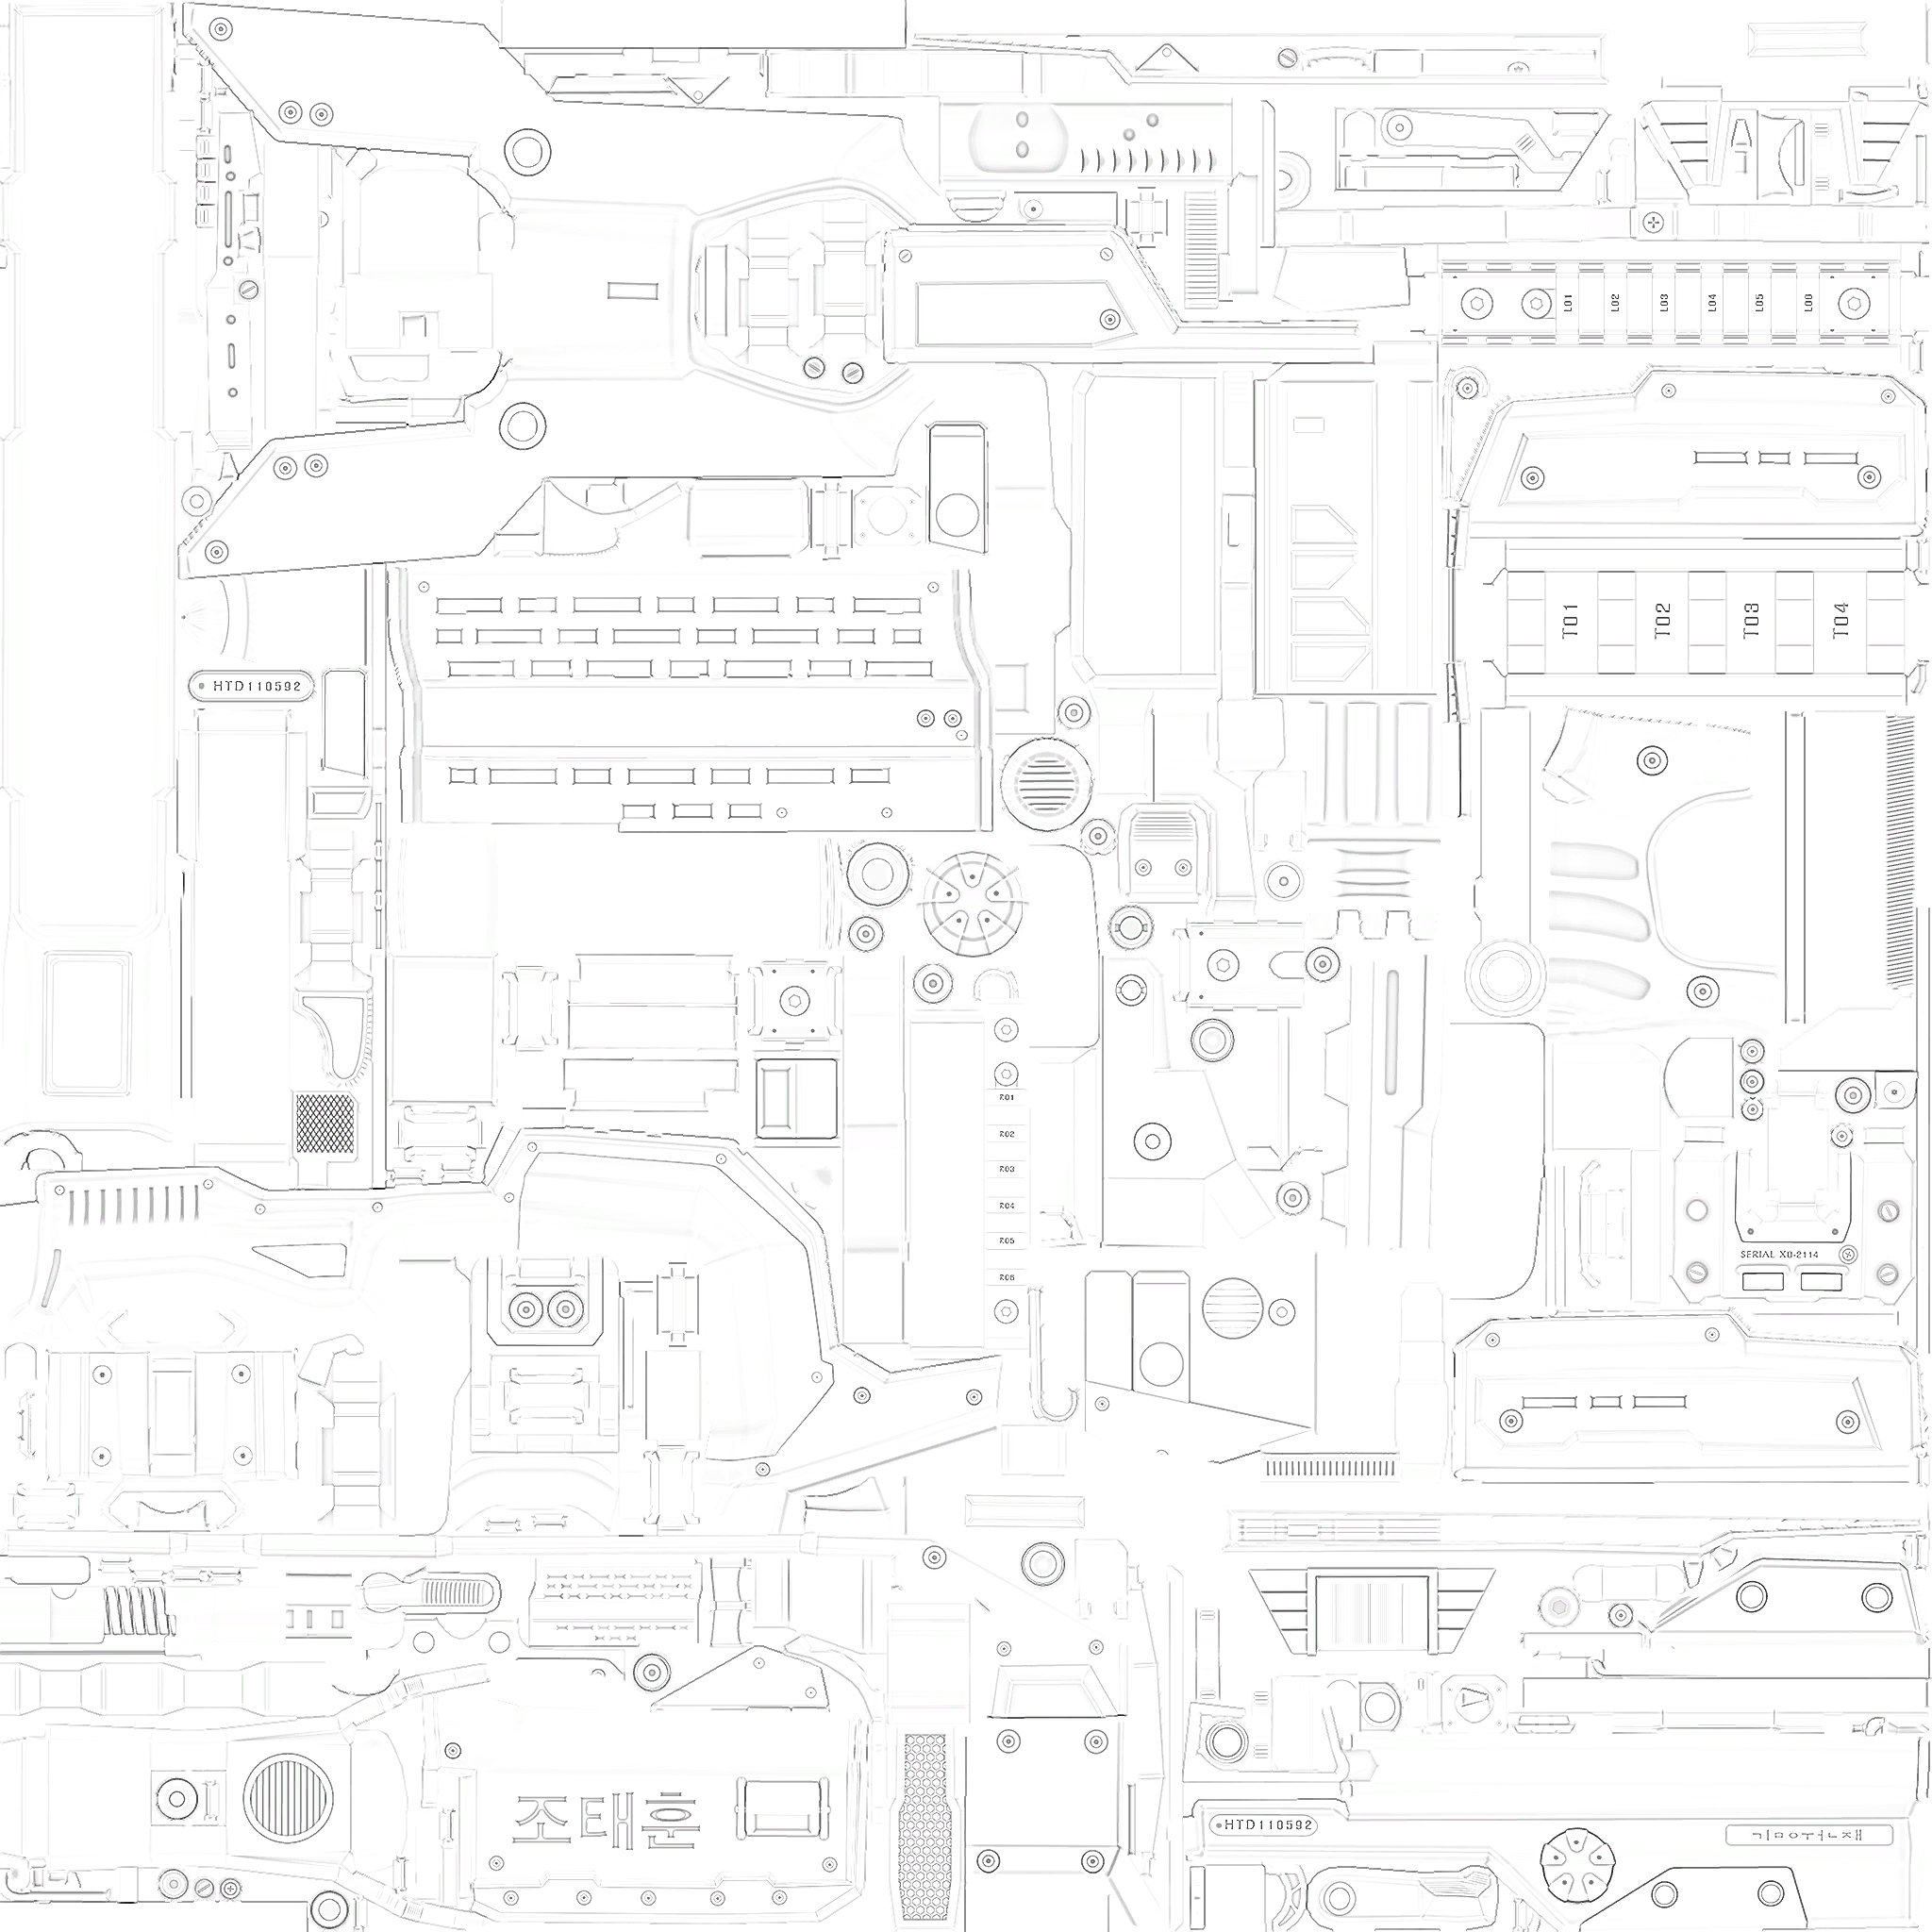 L01
L02
L03
L04
L05
L06
T01
T02
T03
T04
HTD110592
R01
R02
R03
R04
R05
R06
SERIAL X0-2114
조태훈
HTD110592